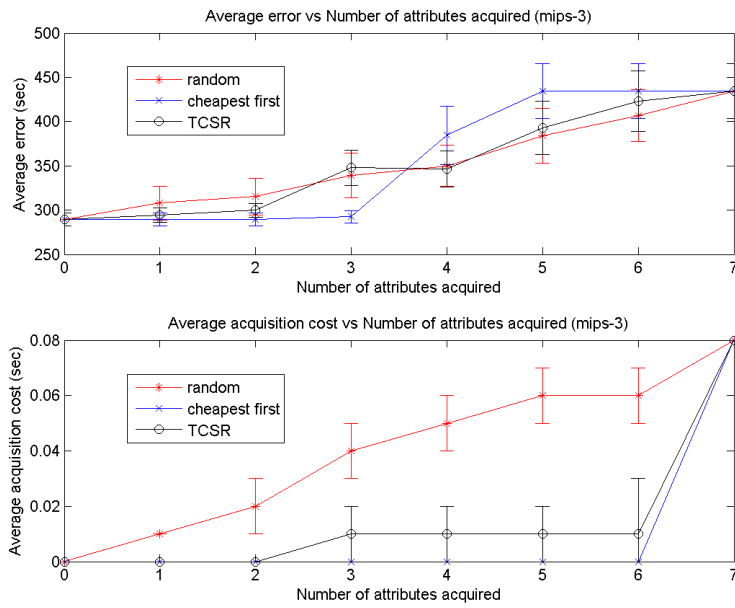 Average error vs Number of attributes acquired (mips-3)
500
450
400
350
300
250
Average error (sec)
random
cheapest first
TCSR
0 1 2 3 4 5 6 7
Number of attributes acquired
Average acquisition cost vs Number of attributes acquired (mips-3)
0.08
0.06
0.04
0.02
0
Average acquisition cost (sec)
random
cheapest first
TCSR
0 1 2 3 4 5 6 7
Number of attributes acquired